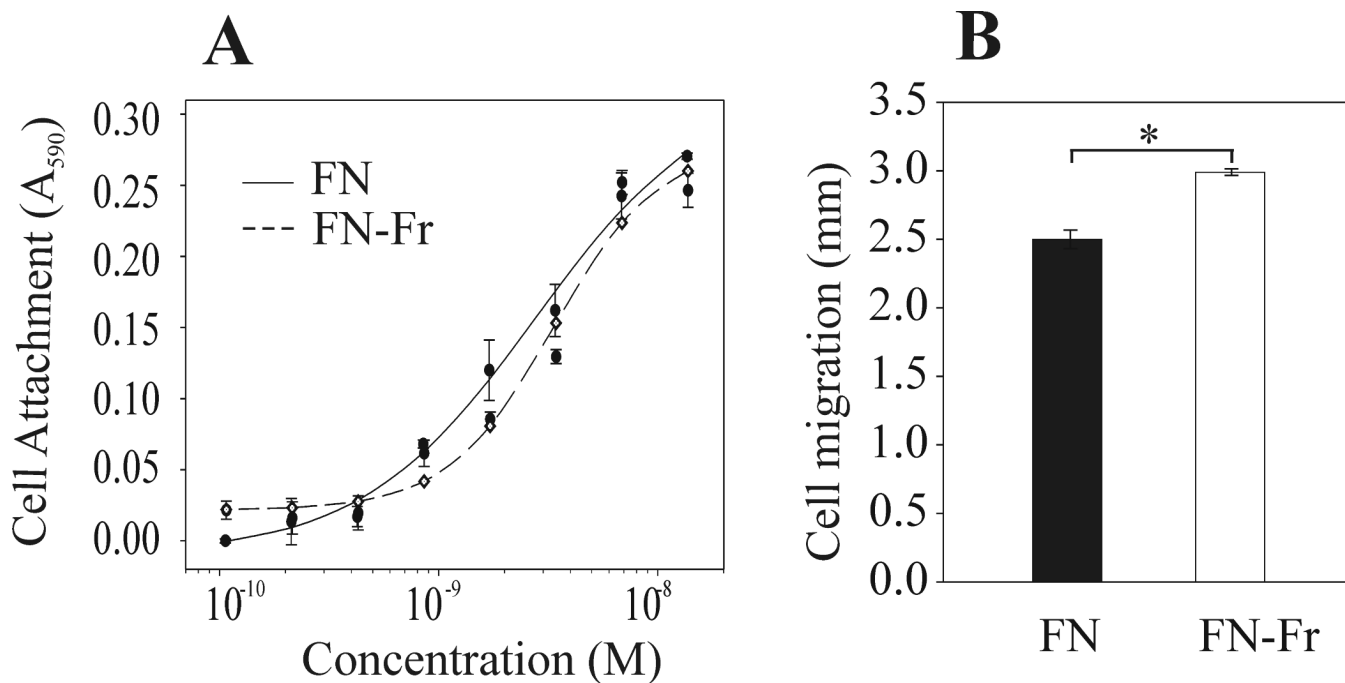 A
Cell Attachment (A590)
0.30
0.25
0.20
0.15
0.10
0.05
0.00
FN
FN-Fr
10-10
10-9
10-8
Concentration (M)
B
Cell migration (mm)
3.5
3.0
2.5
2.0
1.5
1.0
0.5
0.0
*
FN
FN-Fr